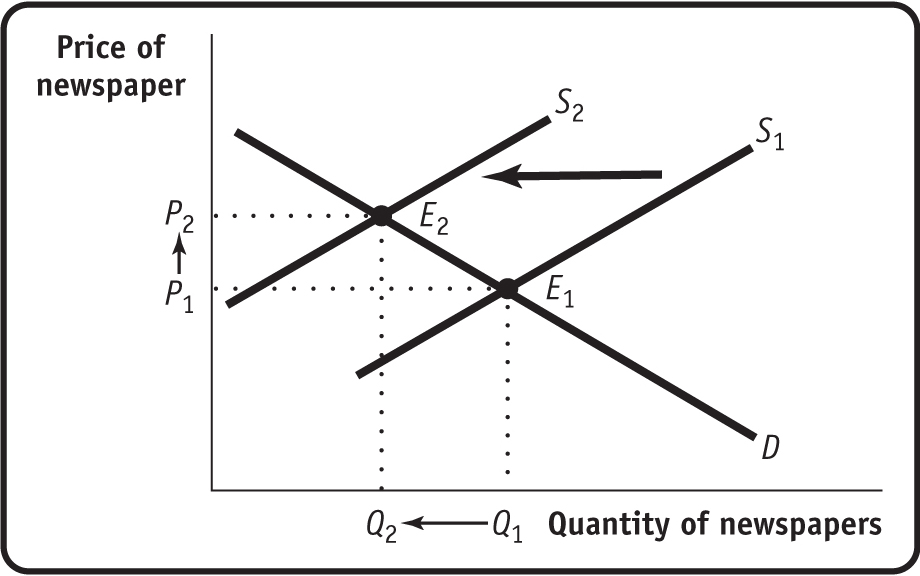 Price of
newspaper
S2
S1
P2
E2
P1
E1
D
Q2
Q1
Quantity of newspapers